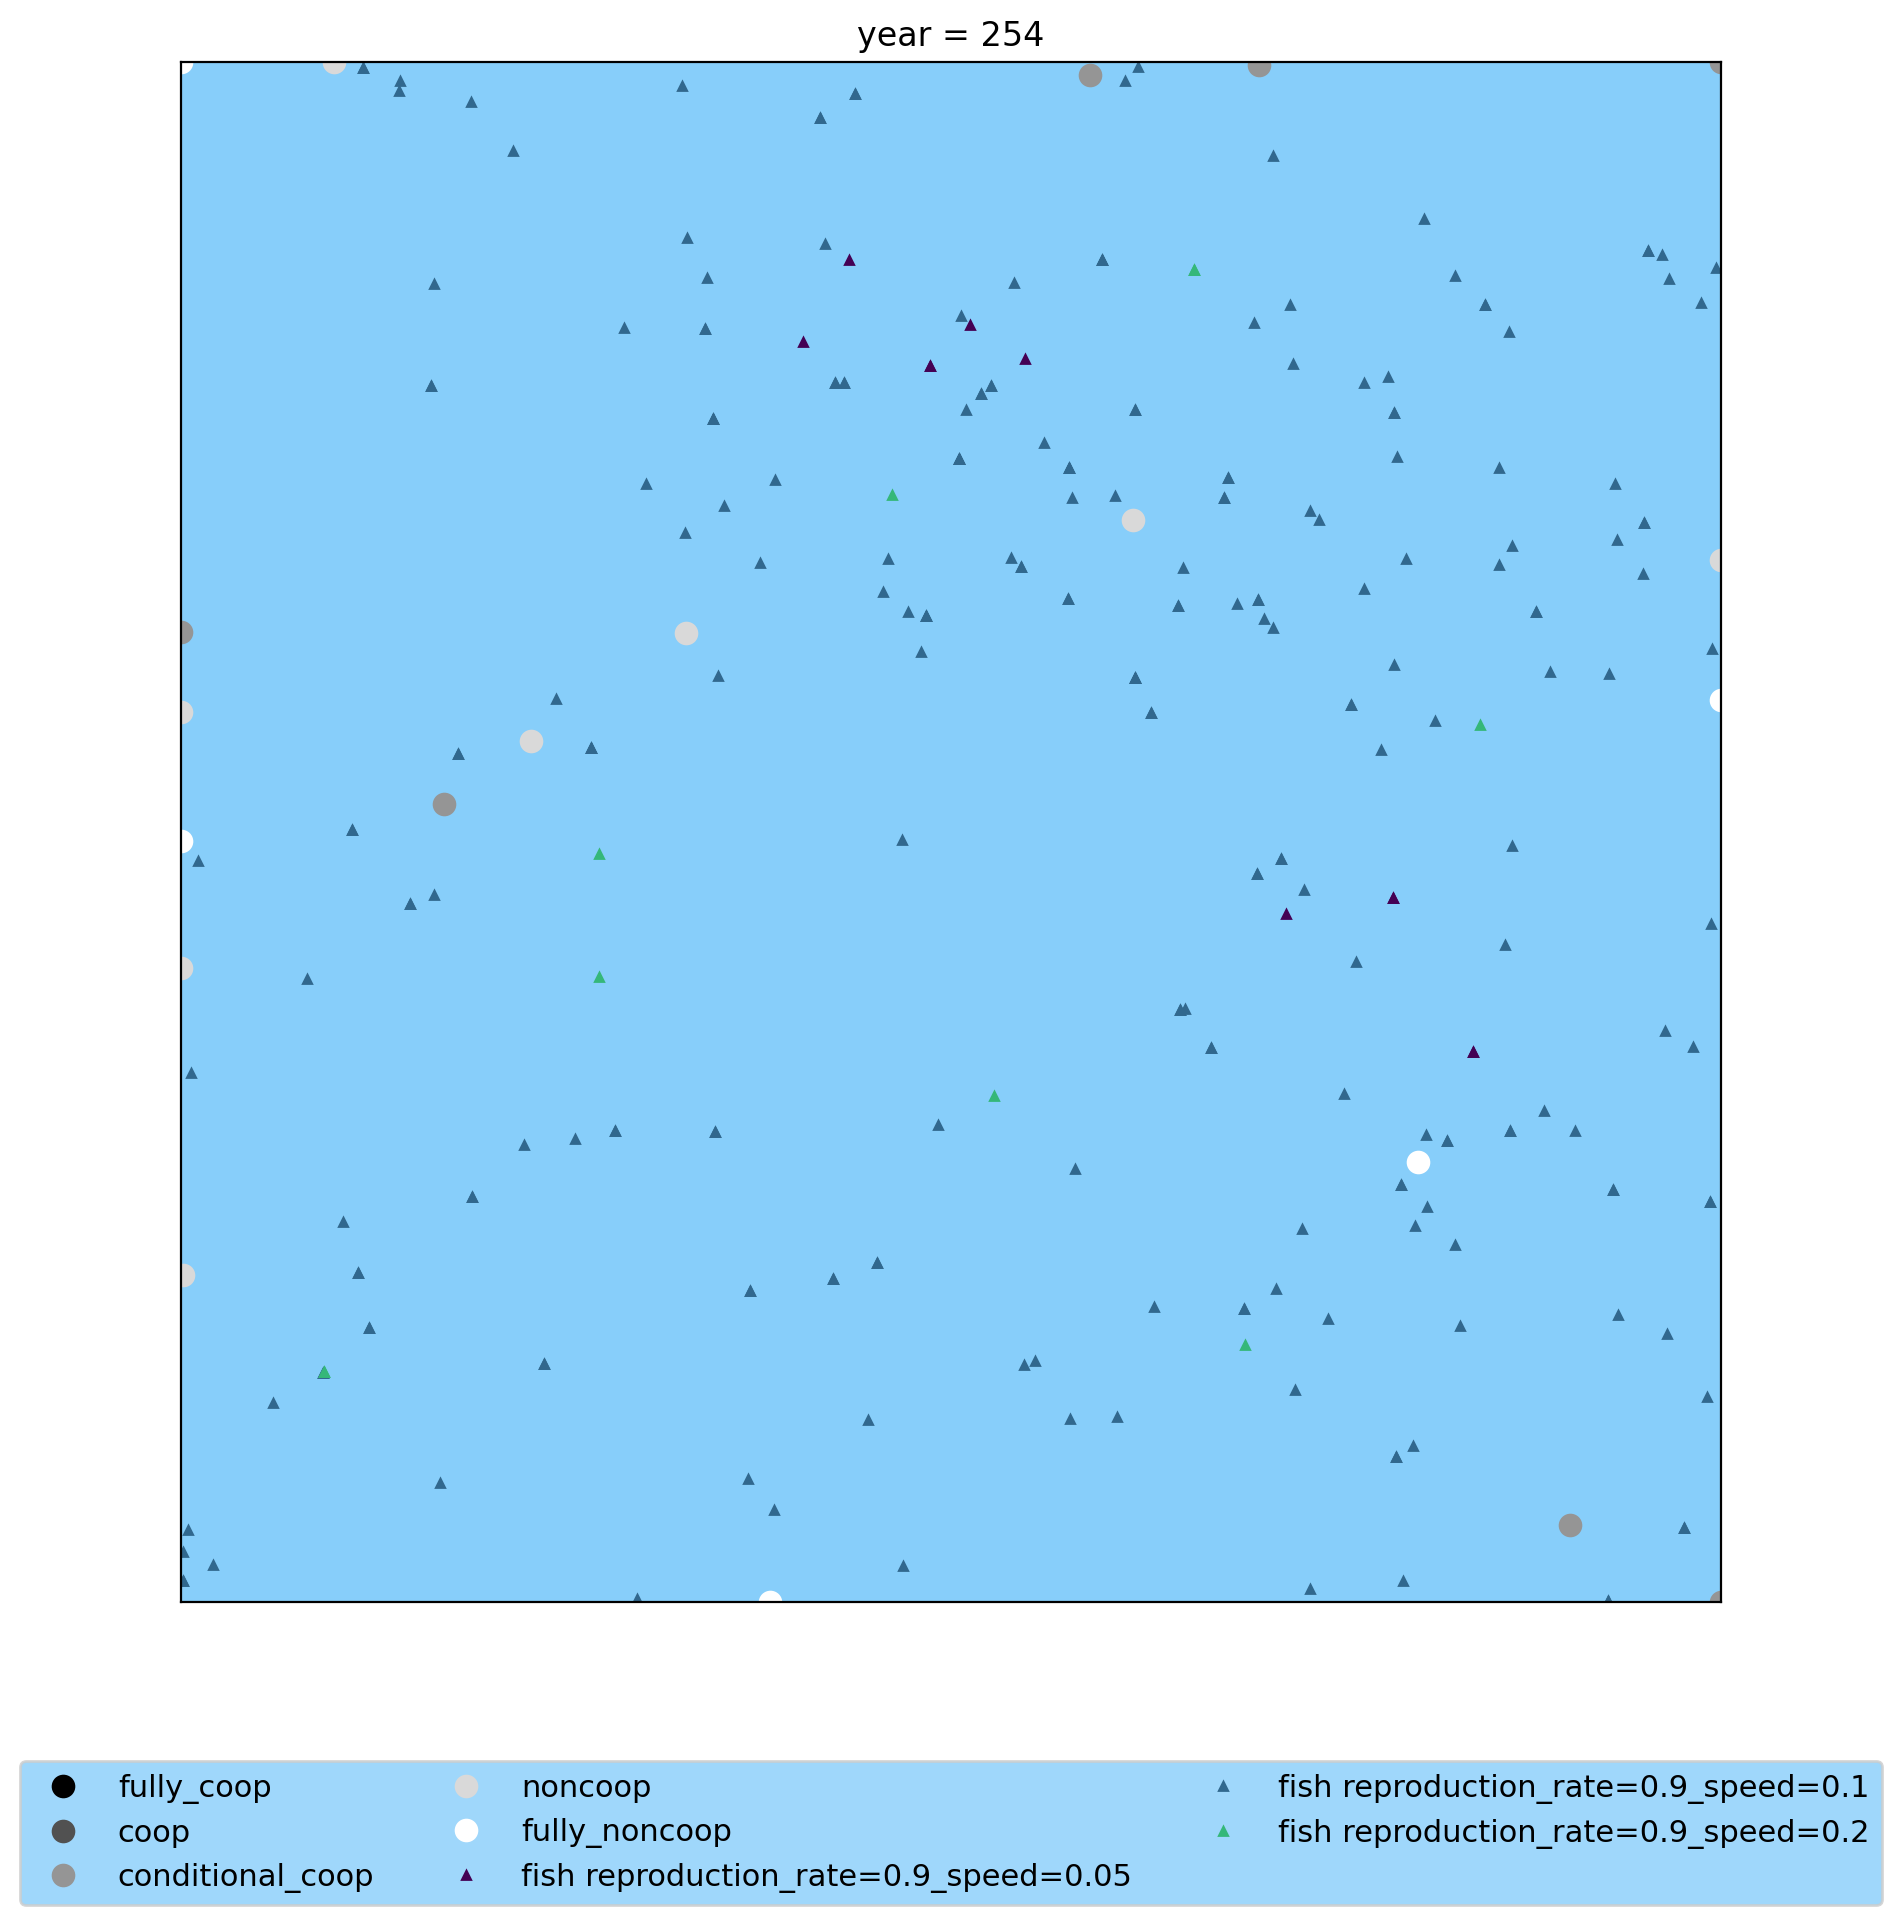 year = 254
fully_coop
coop
conditional_coop
noncoop
fully_noncoop
fish reproduction_rate=0.9_speed=0.05
fish reproduction_rate=0.9_speed=0.1
fish reproduction_rate=0.9_speed=0.2